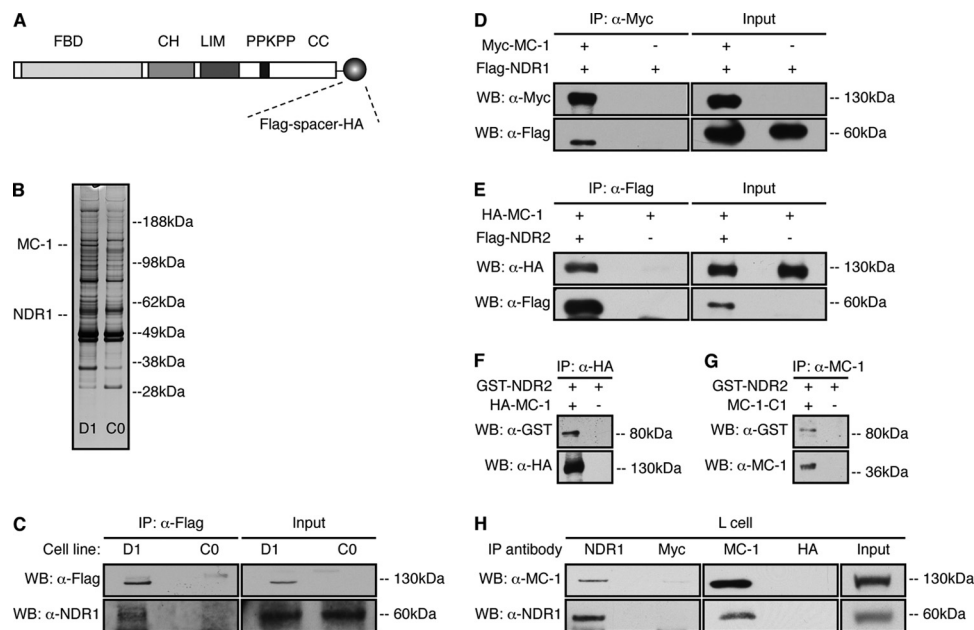 A
FBD CH LIM PPKPP CC
Flag-spacer-HA
B
MC-1 --
NDR1 --
--188kDa
--98kDa
--62kDa
--49kDa
--38kDa
--28kDa
D1 C0
C
IP: α-Flag Input
Cell line: D1 C0 D1 C0
WB: α-Flag -- 130kDa
WB: α-NDR1 -- 60kDa
D
IP: α-Myc Input
Myc-MC-1 + - + -
Flag-NDR1 + + + +
WB: α-Myc -- 130kDa
WB: α-Flag -- 60kDa
E
IP: α-Flag Input
HA-MC-1 + + + +
Flag-NDR2 + - + -
WB: α-HA -- 130kDa
WB: α-Flag -- 60kDa
F
IP: α-HA
GST-NDR2 + +
HA-MC-1 + -
WB: α-GST -- 80kDa
WB: α-HA -- 130kDa
G
IP: α-MC-1
GST-NDR2 + +
MC-1-C1 + -
WB: α-GST -- 80kDa
WB: α-MC-1 -- 36kDa
H
L cell
IP antibody NDR1 Myc MC-1 HA Input
WB: α-MC-1 -- 130kDa
WB: α-NDR1 -- 60kDa